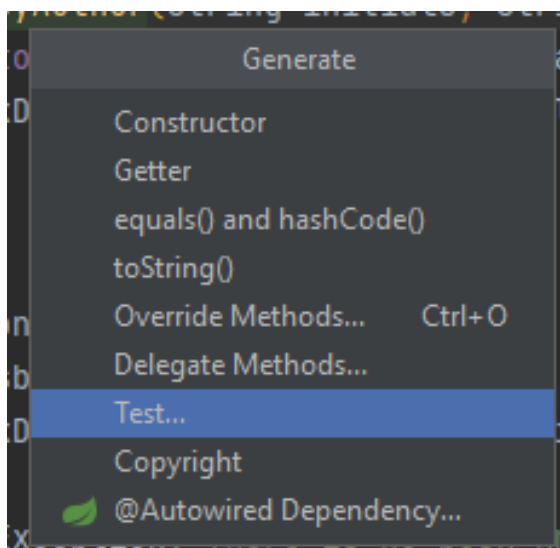 Generate
Constructor
Getter
equals() and hashCode()
toString()
Override Methods... Ctrl+O
Delegate Methods...
Test...
Copyright
@Autowired Dependency...